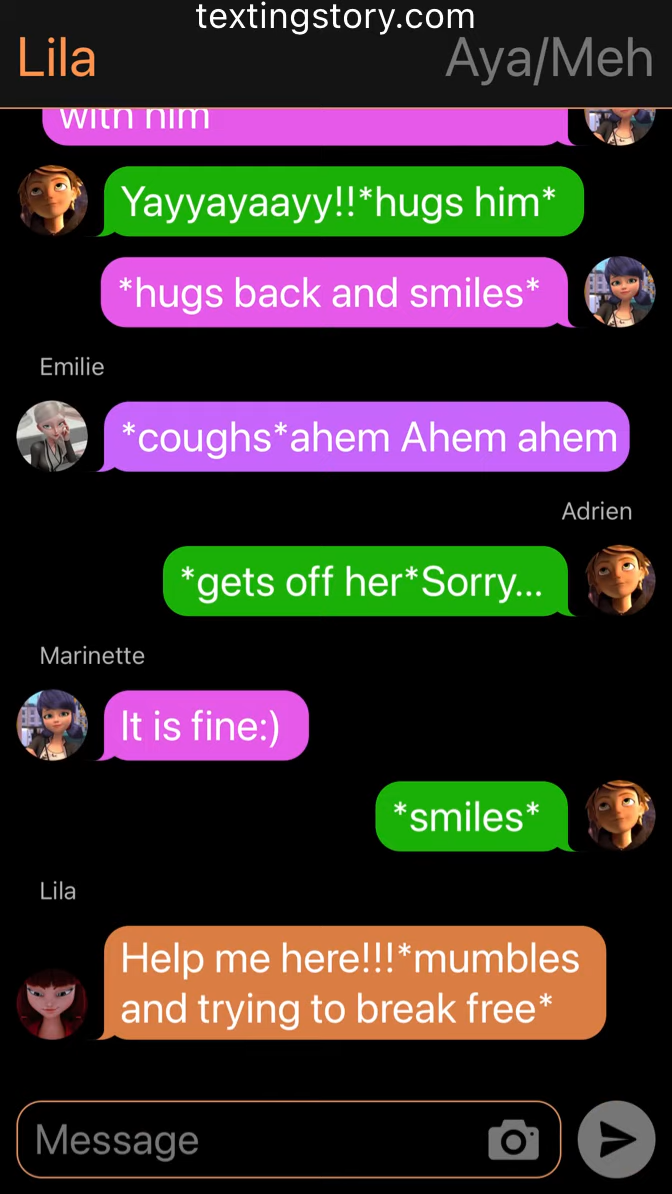 textingstory.com
Lila
Aya/Meh
with him
Yayyayaayy!!*hugs him*
*hugs back and smiles*
Emilie
*coughs*ahem Ahem ahem
Adrien
*gets off her*Sorry...
Marinette
It is fine:)
*smiles*
Lila
Help me here!!!*mumbles
and trying to break free*
Message